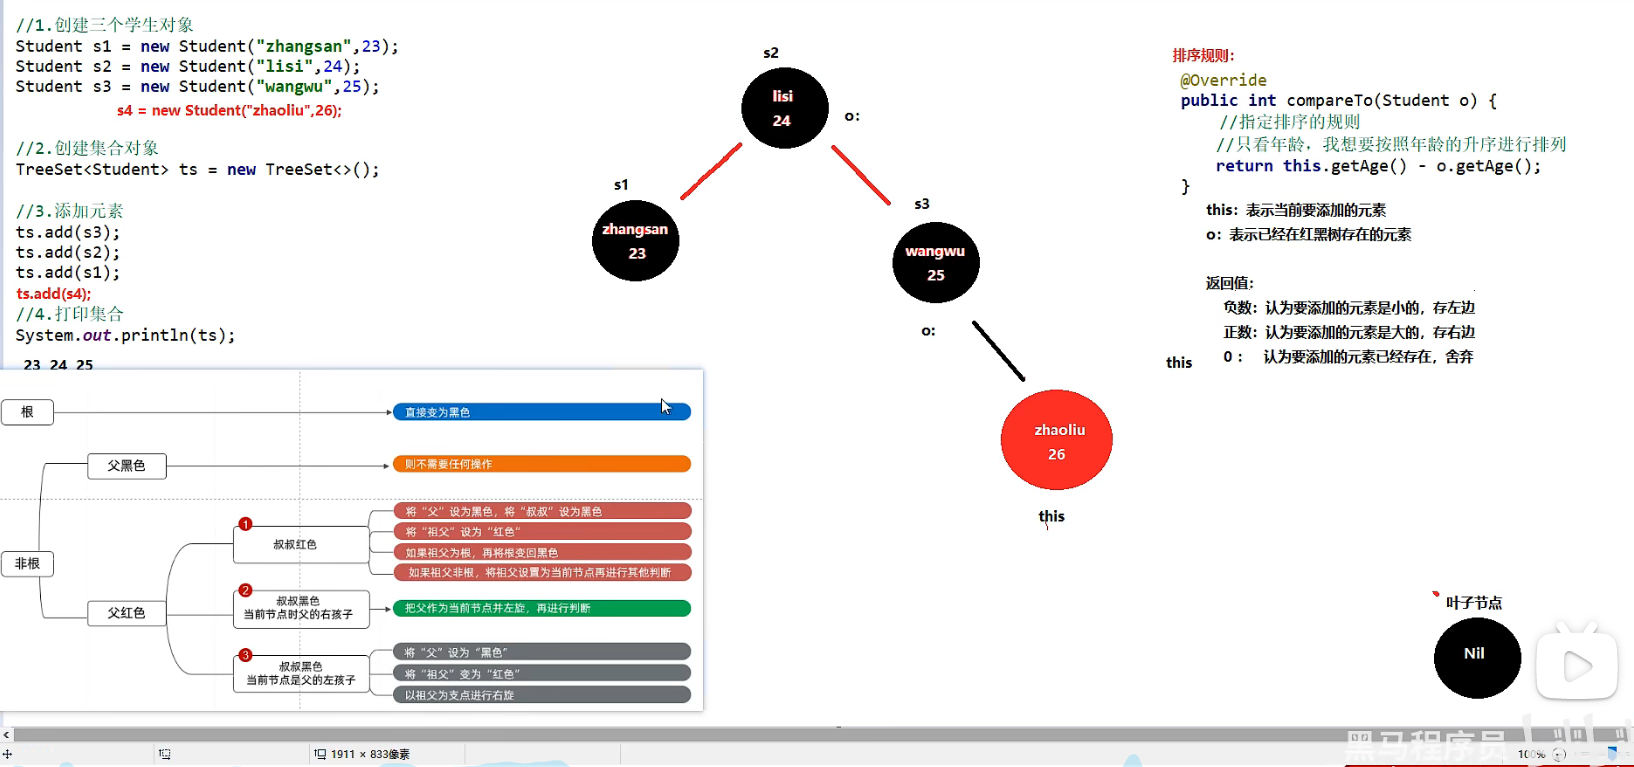 //1.创建三个学生对象
Student s1 = new Student("zhangsan",23);
Student s2 = new Student("lisi",24);
Student s3 = new Student("wangwu",25);
s4 = new Student("zhaoliu",26);
//2.创建集合对象
TreeSet<Student> ts = new TreeSet<>();
//3.添加元素
ts.add(s3);
ts.add(s2);
ts.add(s1);
ts.add(s4);
//4.打印集合
System.out.println(ts);
23 24 25
s2
lisi
24
o:
s1
zhangsan
23
s3
wangwu
25
o:
zhaoliu
26
this
排序规则:
@Override
public int compareTo(Student o) {
//指定排序的规则
//只看年龄，我想要按照年龄的升序进行排列
return this.getAge() - o.getAge();
}
this：表示当前要添加的元素
o：表示已经在红黑树存在的元素
返回值：
负数：认为要添加的元素是小的，存左边
正数：认为要添加的元素是大的，存右边
0 ： 认为要添加的元素已经存在，舍弃
this
根
直接变为黑色
父黑色
则不需要任何操作
非根
父红色
1
叔叔红色
将“父”设为黑色，将“叔叔”设为黑色
将“祖父”设为“红色”
如果祖父为根，再将根变回黑色
如果祖父非根，将祖父设置为当前节点再进行其他判断
2
叔叔黑色
当前节点时父的右孩子
把父作为当前节点并左旋，再进行判断
3
叔叔黑色
当前节点是父的左孩子
将“父”设为“黑色”
将“祖父”变为“红色”
以祖父为支点进行右旋
叶子节点
Nil
黑马程序员
1911 × 833像素
100%